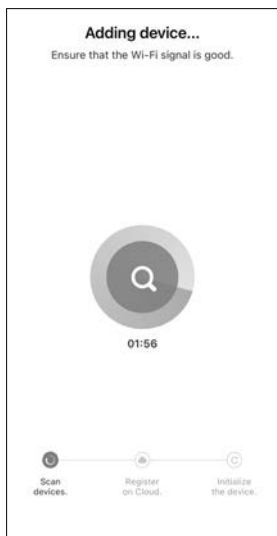 Adding device...
Ensure that the Wi-Fi signal is good.
01:56
Scan
devices.
Register
on Cloud.
Initialize
the device.